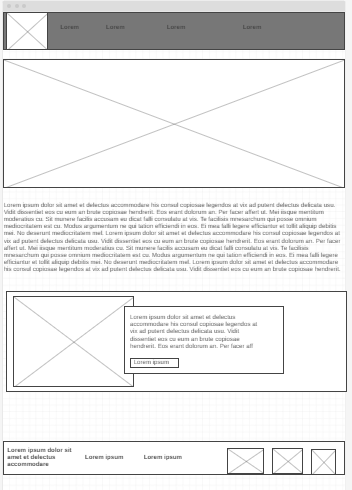 Lorem Lorem Lorem Lorem
Lorem ipsum dolor sit amet et delectus accommodare his consul copiosae legendos at vix ad putent delectus delicata usu.
Vidit dissentiet eos cu eum an brute copiosae hendrerit. Eos erant dolorum an. Per facer affert ut. Mei iisque mentitum
moderatius cu. Sit munere facilis accusam eu dicat falli consulatu at vis. Te facilisis mnesarchum qui posse omnium
mediocritatem et cu. Modus argumentum ne qui tation efficiendi in eos. Ei mea falli legere efficiantur et tollit aliquip debitis
mei. No deserunt mediocritatem mel. Lorem ipsum dolor sit amet et delectus accommodare his consul copiosae legendos at
vix ad putent delectus delicata usu. Vidit dissentiet eos cu eum an brute copiosae hendrerit. Eos erant dolorum an. Per facer
affert ut. Mei iisque mentitum moderatius cu. Sit munere facilis accusam eu dicat falli consulatu at vis. Te facilisis
mnesarchum qui posse omnium mediocritatem et cu. Modus argumentum ne qui tation efficiendi in eos. Ei mea falli legere
efficiantur et tollit aliquip debitis mei. No deserunt mediocritatem mel. Lorem ipsum dolor sit amet et delectus accommodare
his consul copiosae legendos at vix ad putent delectus delicata usu. Vidit dissentiet eos cu eum an brute copiosae hendrerit.
Lorem ipsum dolor sit amet et delectus
accommodare his consul copiosae legendos at
vix ad putent delectus delicata usu. Vidit
dissentiet eos cu eum an brute copiosae
hendrerit. Eos erant dolorum an. Per facer aff
Lorem ipsum
Lorem ipsum dolor sit
amet et delectus
accommodare
Lorem ipsum
Lorem ipsum